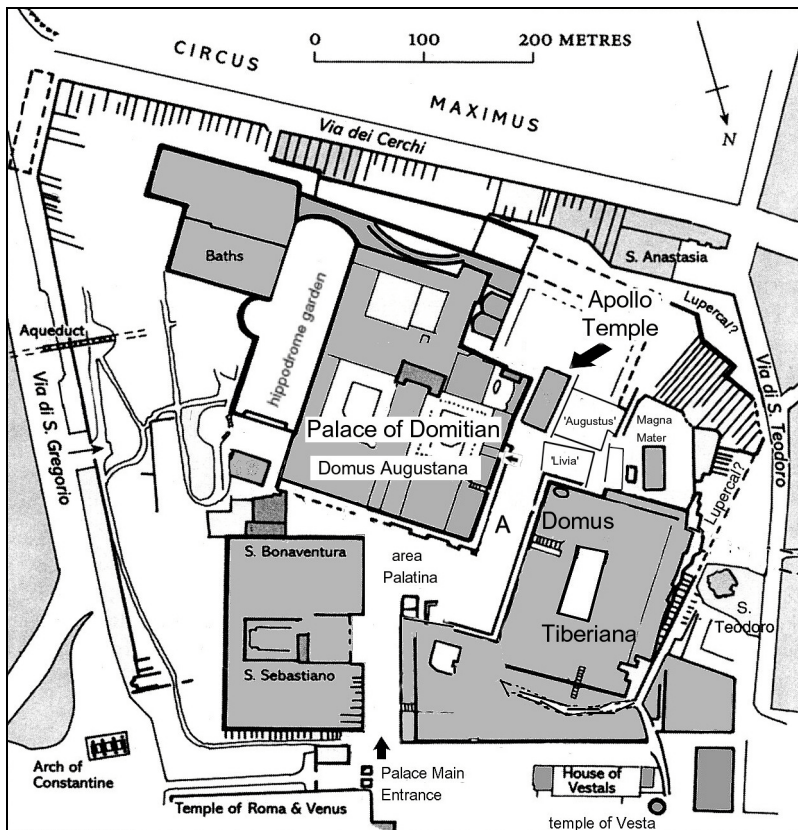 0 100 200 METRES
CIRCUS
MAXIMUS
N
Via dei Cerchi
S. Anastasia
Baths
Lupercal?
Apollo
Temple
hippodrome garden
Aqueduct
Via di S. Gregorio
Via di S. Teodoro
'Augustus'
Magna
Mater
Palace of Domitian
Domus Augustana
'Livia'
Lupercal?
A
Domus
Tiberiana
area
Palatina
S. Bonaventura
S.
Teodoro
S. Sebastiano
Arch of
Constantine
Palace Main
Entrance
House of
Vestals
Temple of Roma & Venus
temple of Vesta